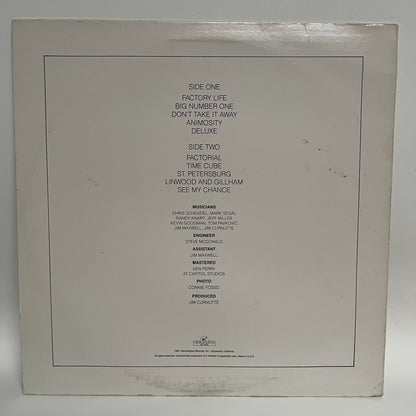 SIDE ONE
FACTORY LIFE
BIG NUMBER ONE
DON'T TAKE IT AWAY
ANIMOSITY
DELUXE
SIDE TWO
FACTORIAL
TIME CUBE
ST. PETERSBURG
LINWOOD AND GILLHAM
SEE MY CHANCE
MUSICIANS
CHRIS SCHENDEL, MARK SEGAL
RANDY KNAPP, JEFF MILLER
KEVIN GOODMAN, TOM PAIKOVIC
JIM MAXWELL, JIM CURNUTTE
ENGINEER
STEVE MCDONALD
ASSISTANT
JIM MAXWELL
MASTERED
KEN PERRY
AT CAPITOL STUDIOS
PHOTO
CONNIE FOSSO
PRODUCED
JIM CURNUTTE